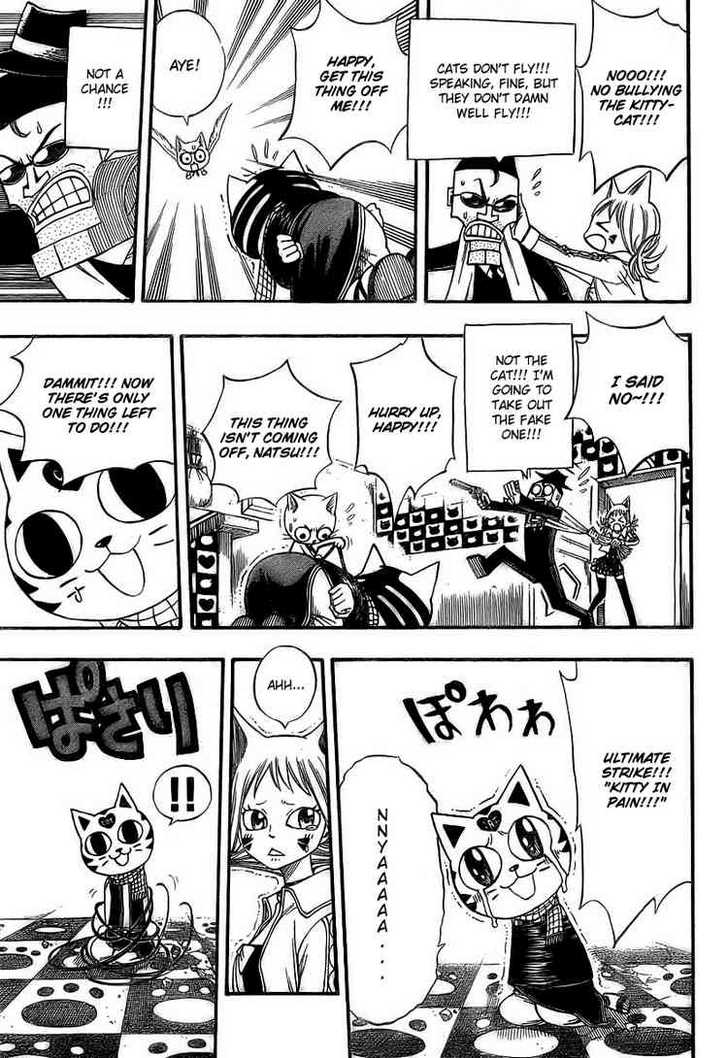 NOOO!!!
NO BULLYING
THE KITTY-
CAT!!!
CATS DON'T FLY!!!
SPEAKING, FINE, BUT
THEY DON'T DAMN
WELL FLY!!!
HAPPY,
GET THIS
THING OFF
ME!!!
AYE!
NOT A
CHANCE
!!!
I SAID
NO~!!!
NOT THE
CAT!!! I'M
GOING TO
TAKE OUT
THE FAKE
ONE!!!
HURRY UP,
HAPPY!!!
THIS THING
ISN'T COMING
OFF, NATSU!!!
DAMMIT!!! NOW
THERE'S ONLY
ONE THING LEFT
TO DO!!!
ULTIMATE
STRIKE!!!
"KITTY IN
PAIN!!!"
ぽわわ
NNYAAAAA...
AHH...
ぱさり
!!